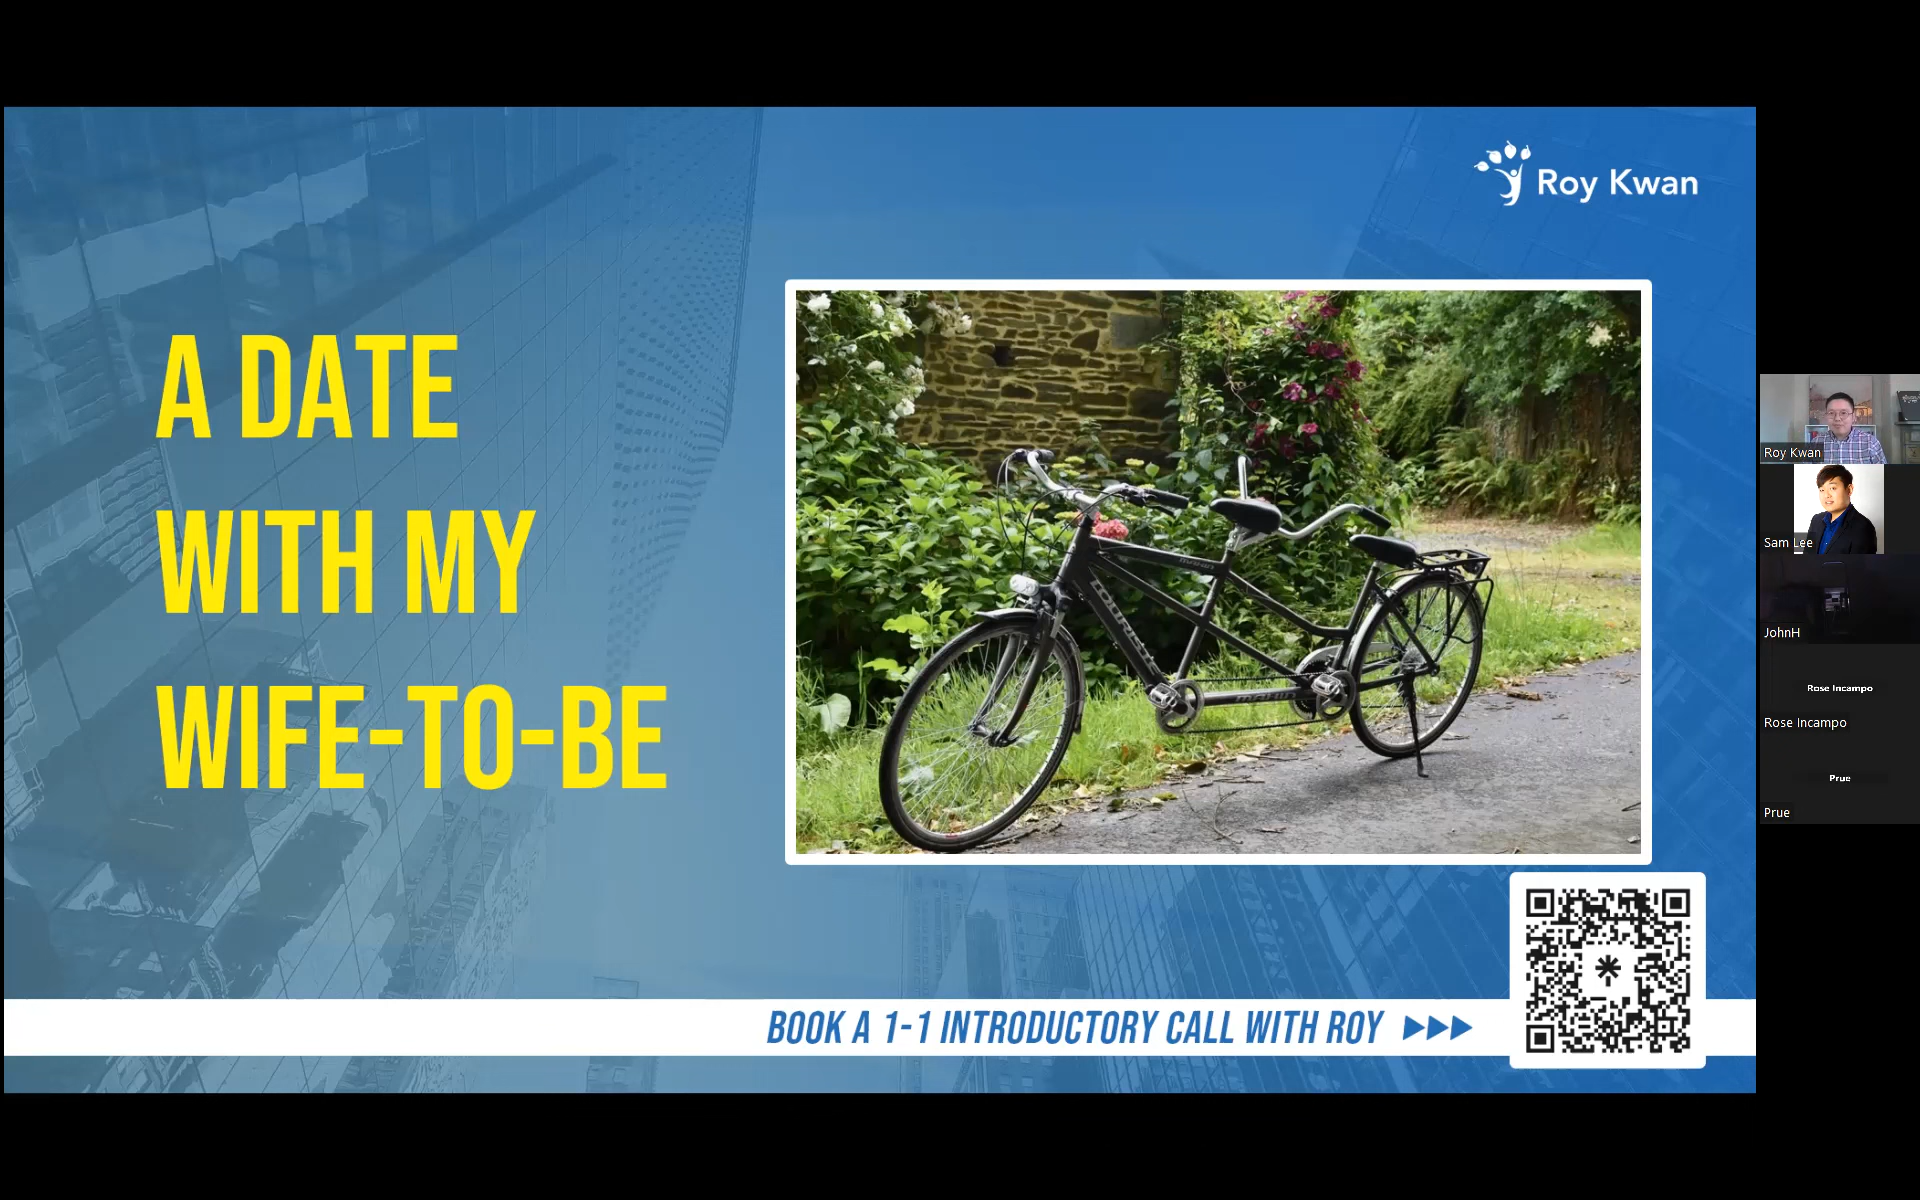 Roy Kwan
A DATE
WITH MY
WIFE-TO-BE
BOOK A 1-1 INTRODUCTORY CALL WITH ROY
Roy Kwan
Sam Lee
JohnH
Rose Incampo
Rose Incampo
Prue
Prue